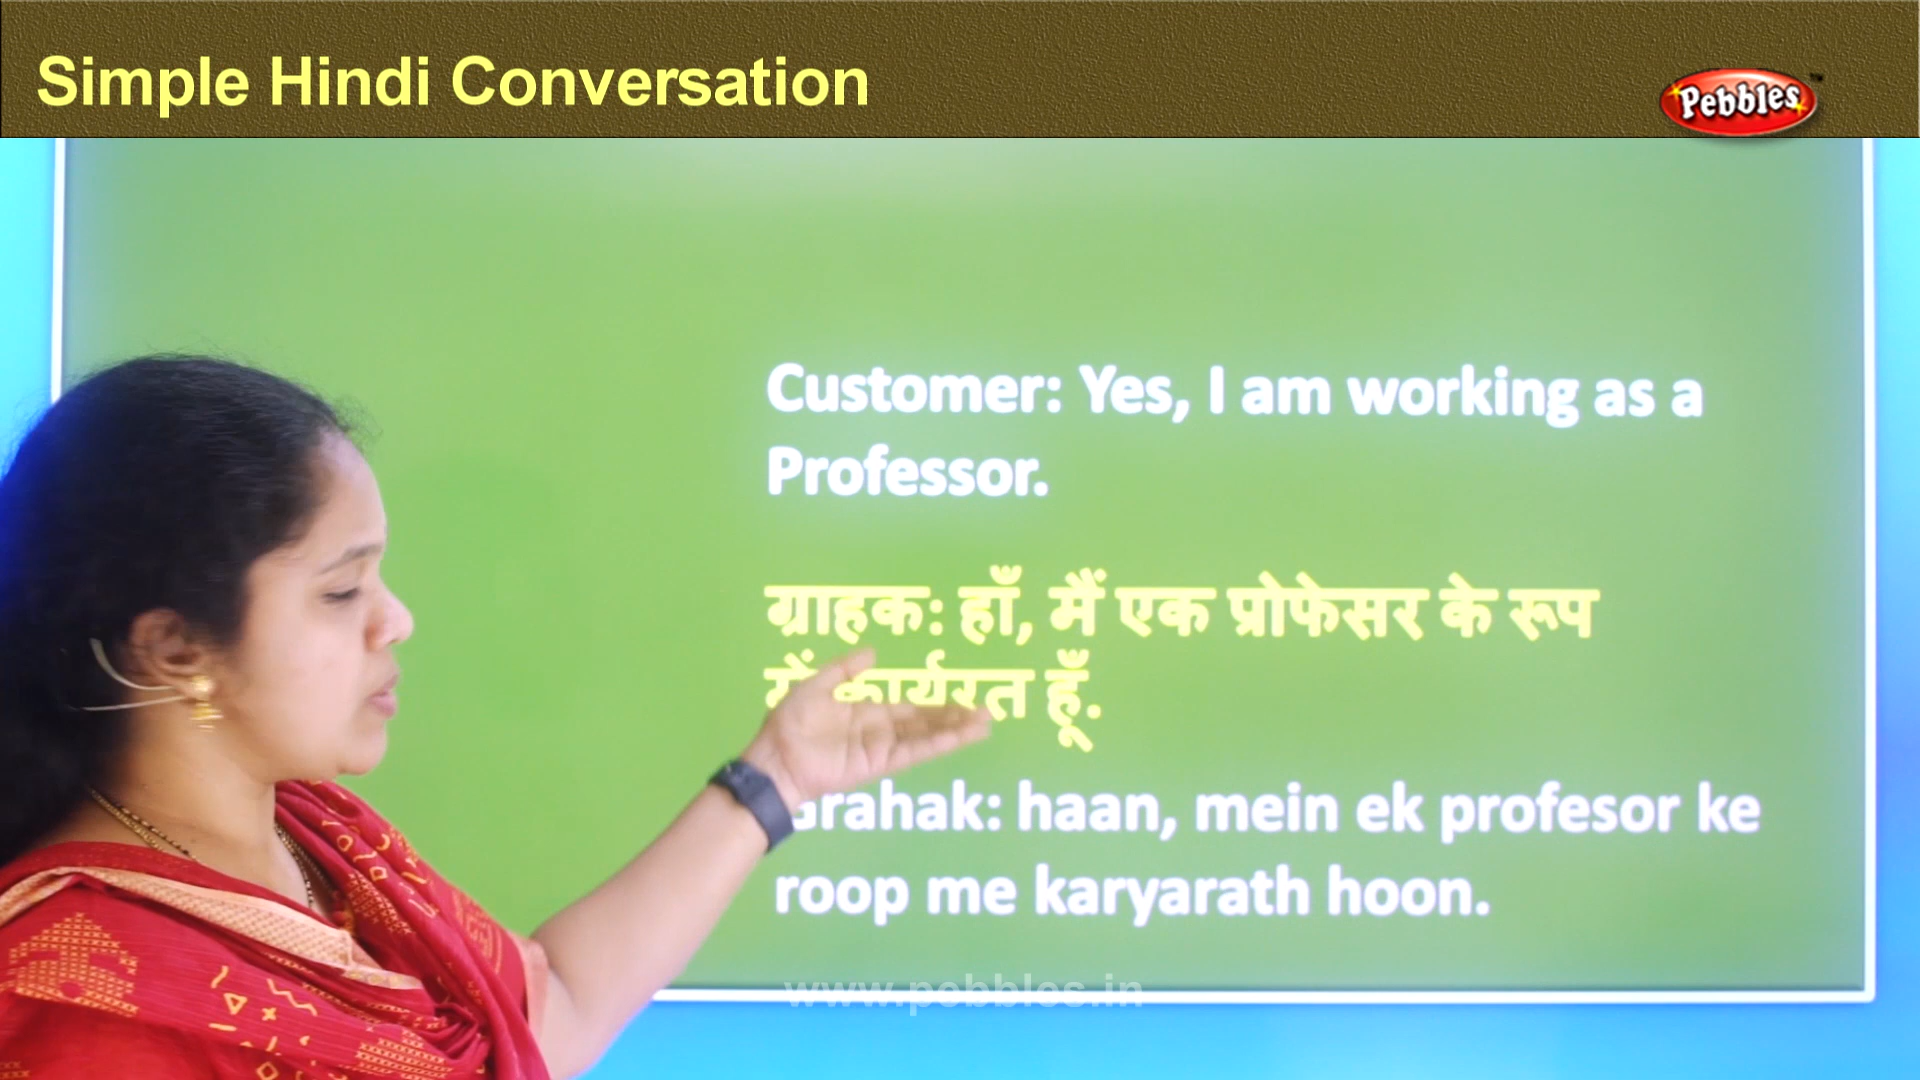 Simple Hindi Conversation
Pebbles
Customer: Yes, I am working as a
Professor.
ग्राहक: हाँ, मैं एक प्रोफेसर के रूप
में कार्यरत हूँ.
Grahak: haan, mein ek profesor ke
roop me karyarath hoon.
www.pebbles.in